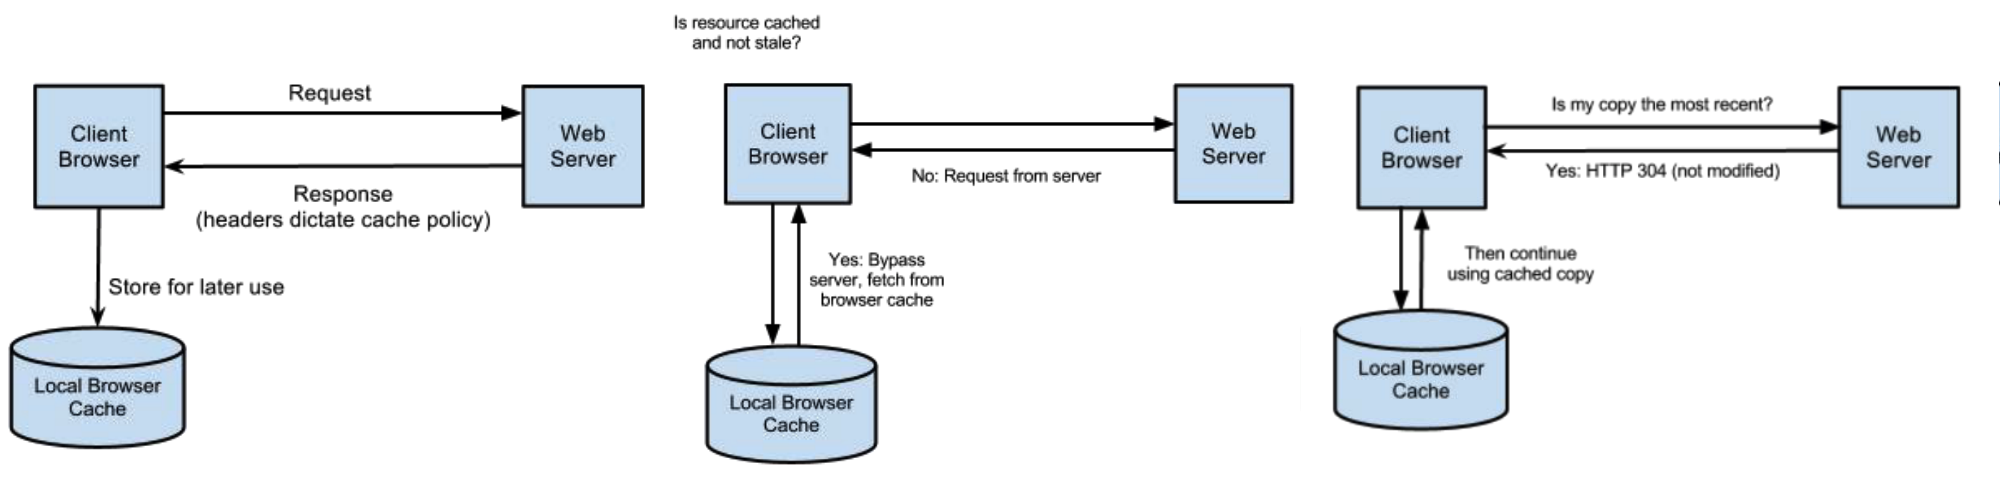 Client
Browser
Request
Web
Server
Response
(headers dictate cache policy)
Store for later use
Local Browser
Cache
Is resource cached
and not stale?
Client
Browser
Web
Server
No: Request from server
Yes: Bypass
server, fetch from
browser cache
Local Browser
Cache
Client
Browser
Is my copy the most recent?
Web
Server
Yes: HTTP 304 (not modified)
Then continue
using cached copy
Local Browser
Cache